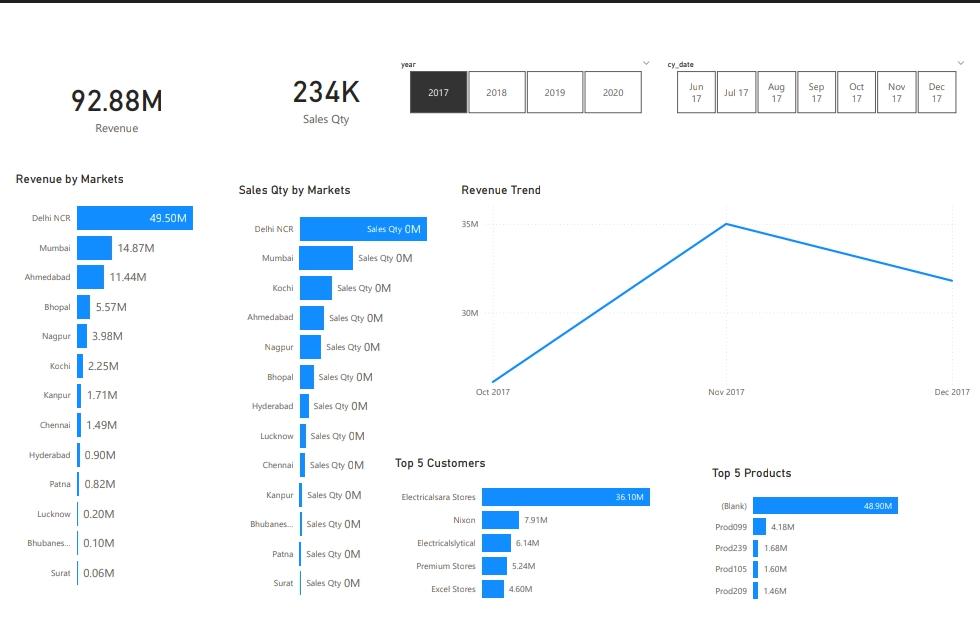 92.88M
Revenue
234K
Sales Qty
year
2017 2018 2019 2020
cy_date
Jun 17 Jul 17 Aug 17 Sep 17 Oct 17 Nov 17 Dec 17
Revenue by Markets
Delhi NCR 49.50M
Mumbai 14.87M
Ahmedabad 11.44M
Bhopal 5.57M
Nagpur 3.98M
Kochi 2.25M
Kanpur 1.71M
Chennai 1.49M
Hyderabad 0.90M
Patna 0.82M
Lucknow 0.20M
Bhubanes... 0.10M
Surat 0.06M
Sales Qty by Markets
Delhi NCR Sales Qty 0M
Mumbai Sales Qty 0M
Kochi Sales Qty 0M
Ahmedabad Sales Qty 0M
Nagpur Sales Qty 0M
Bhopal Sales Qty 0M
Hyderabad Sales Qty 0M
Lucknow Sales Qty 0M
Chennai Sales Qty 0M
Kanpur Sales Qty 0M
Bhubanes... Sales Qty 0M
Patna Sales Qty 0M
Surat Sales Qty 0M
Revenue Trend
35M
30M
Oct 2017 Nov 2017 Dec 2017
Top 5 Customers
Electricalsara Stores 36.10M
Nixon 7.91M
Electricalslytical 6.14M
Premium Stores 5.24M
Excel Stores 4.60M
Top 5 Products
(Blank) 48.90M
Prod099 4.18M
Prod239 1.68M
Prod105 1.60M
Prod209 1.46M